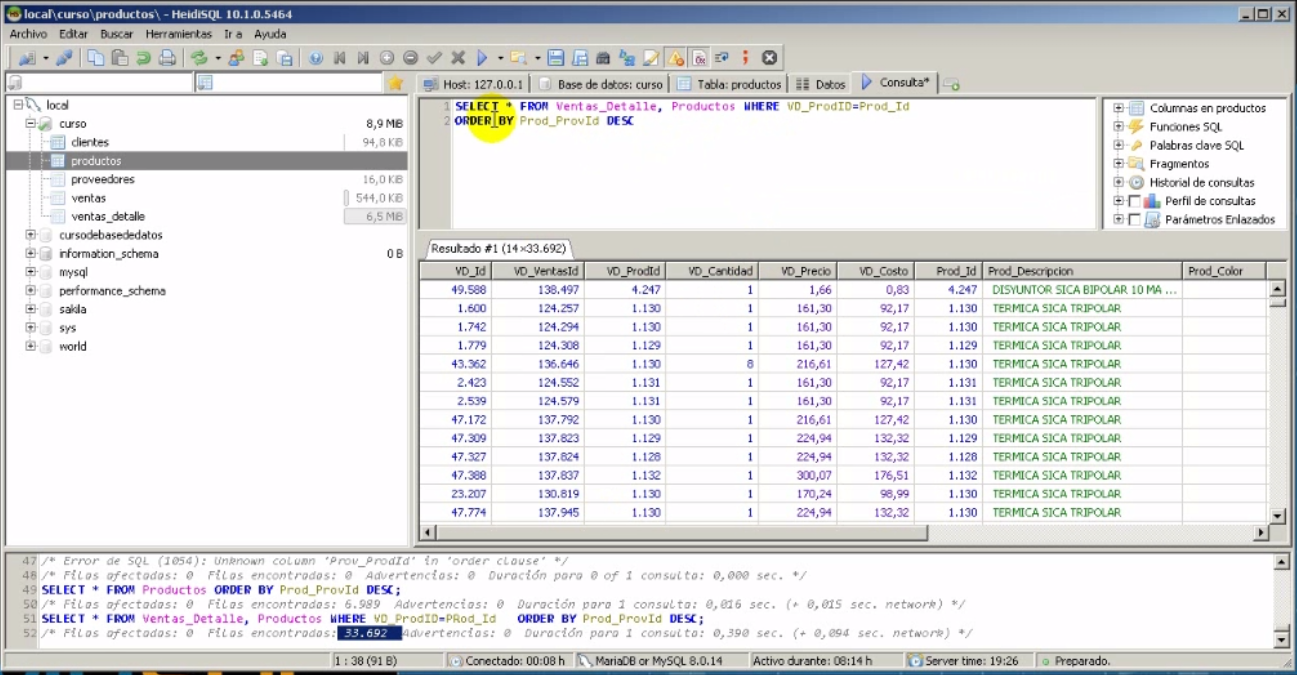 local\curso\productos\ - HeidiSQL 10.1.0.5464
Archivo Editar Buscar Herramientas Ir a Ayuda
Host: 127.0.0.1 Base de datos: curso Tabla: productos Datos Consulta*
local
curso 8,9 MiB
clientes 94,8 KiB
productos
proveedores 16,0 KiB
ventas 544,0 KiB
ventas_detalle 6,5 MiB
cursodebasededatos
information_schema 0 B
mysql
performance_schema
sakila
sys
world
1 SELECT * FROM Ventas_Detalle, Productos WHERE VD_ProdID=Prod_Id
2 ORDER BY Prod_ProvId DESC
Columnas en productos
Funciones SQL
Palabras clave SQL
Fragmentos
Historial de consultas
Perfil de consultas
Parámetros Enlazados
Resultado #1 (14×33.692)
VD_Id VD_VentasId VD_ProdId VD_Cantidad VD_Precio VD_Costo Prod_Id Prod_Descripcion Prod_Color
49.588 138.497 4.247 1 1,66 0,83 4.247 DISYUNTOR SICA BIPOLAR 10 MA ...
1.600 124.257 1.130 1 161,30 92,17 1.130 TERMICA SICA TRIPOLAR
1.742 124.294 1.130 1 161,30 92,17 1.130 TERMICA SICA TRIPOLAR
1.779 124.308 1.129 1 161,30 92,17 1.129 TERMICA SICA TRIPOLAR
43.362 136.646 1.130 8 216,61 127,42 1.130 TERMICA SICA TRIPOLAR
2.423 124.552 1.131 1 161,30 92,17 1.131 TERMICA SICA TRIPOLAR
2.539 124.579 1.131 1 161,30 92,17 1.131 TERMICA SICA TRIPOLAR
47.172 137.792 1.130 1 216,61 127,42 1.130 TERMICA SICA TRIPOLAR
47.309 137.823 1.129 1 224,94 132,32 1.129 TERMICA SICA TRIPOLAR
47.327 137.824 1.128 1 224,94 132,32 1.128 TERMICA SICA TRIPOLAR
47.388 137.837 1.132 1 300,07 176,51 1.132 TERMICA SICA TRIPOLAR
23.207 130.819 1.130 1 170,24 98,99 1.130 TERMICA SICA TRIPOLAR
47.774 137.945 1.130 1 224,94 132,32 1.130 TERMICA SICA TRIPOLAR
47 /* Error de SQL (1054): Unknown column 'Prov_ProdId' in 'order clause' */
48 /* Filas afectadas: 0 Filas encontradas: 0 Advertencias: 0 Duración para 0 of 1 consulta: 0,000 sec. */
49 SELECT * FROM Productos ORDER BY Prod_ProvId DESC;
50 /* Filas afectadas: 0 Filas encontradas: 6.989 Advertencias: 0 Duración para 1 consulta: 0,016 sec. (+ 0,015 sec. network) */
51 SELECT * FROM Ventas_Detalle, Productos WHERE VD_ProdID=PRod_Id ORDER BY Prod_ProvId DESC;
52 /* Filas afectadas: 0 Filas encontradas: 33.692 Advertencias: 0 Duración para 1 consulta: 0,390 sec. (+ 0,094 sec. network) */
1 : 38 (91 B) Conectado: 00:08 h MariaDB or MySQL 8.0.14 Activo durante: 08:14 h Server time: 19:26 Preparado.